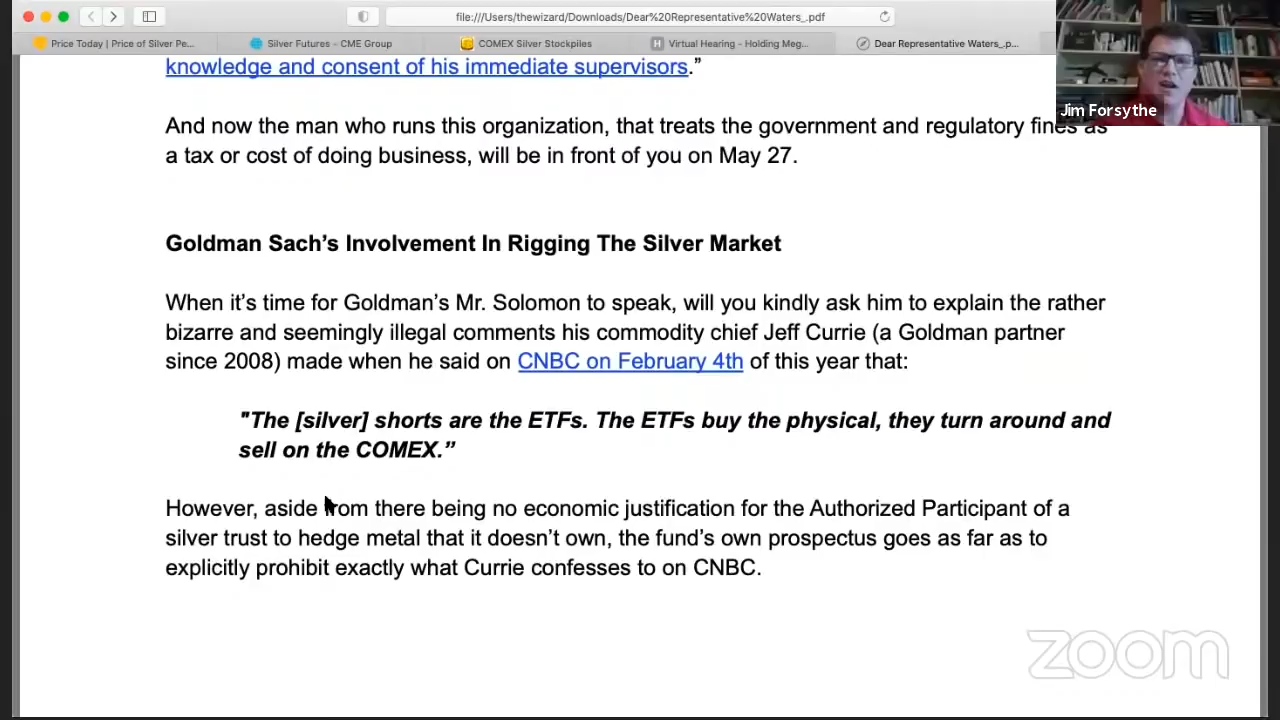 file:///Users/thewizard/Downloads/Dear%20Representative%20Waters_.pdf
Price Today | Price of Silver Pe...
Silver Futures - CME Group
COMEX Silver Stockpiles
Virtual Hearing - Holding Meg...
Dear Representative Waters_.p...
knowledge and consent of his immediate supervisors.”
Jim Forsythe
And now the man who runs this organization, that treats the government and regulatory fines as
a tax or cost of doing business, will be in front of you on May 27.
Goldman Sach’s Involvement In Rigging The Silver Market
When it’s time for Goldman’s Mr. Solomon to speak, will you kindly ask him to explain the rather
bizarre and seemingly illegal comments his commodity chief Jeff Currie (a Goldman partner
since 2008) made when he said on CNBC on February 4th of this year that:
"The [silver] shorts are the ETFs. The ETFs buy the physical, they turn around and
sell on the COMEX.”
However, aside from there being no economic justification for the Authorized Participant of a
silver trust to hedge metal that it doesn’t own, the fund’s own prospectus goes as far as to
explicitly prohibit exactly what Currie confesses to on CNBC.
zoom